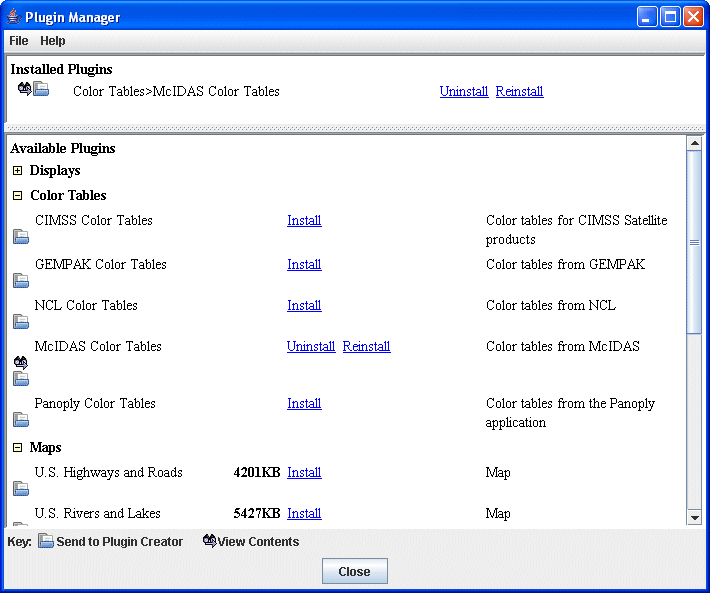 Plugin Manager
File Help
Installed Plugins
Color Tables>McIDAS Color Tables Uninstall Reinstall
Available Plugins
Displays
Color Tables
CIMSS Color Tables Install Color tables for CIMSS Satellite
products
GEMPAK Color Tables Install Color tables from GEMPAK
NCL Color Tables Install Color tables from NCL
McIDAS Color Tables Uninstall Reinstall Color tables from McIDAS
Panoply Color Tables Install Color tables from the Panoply
application
Maps
U.S. Highways and Roads 4201KB Install Map
U.S. Rivers and Lakes 5427KB Install Map
Key: Send to Plugin Creator View Contents
Close